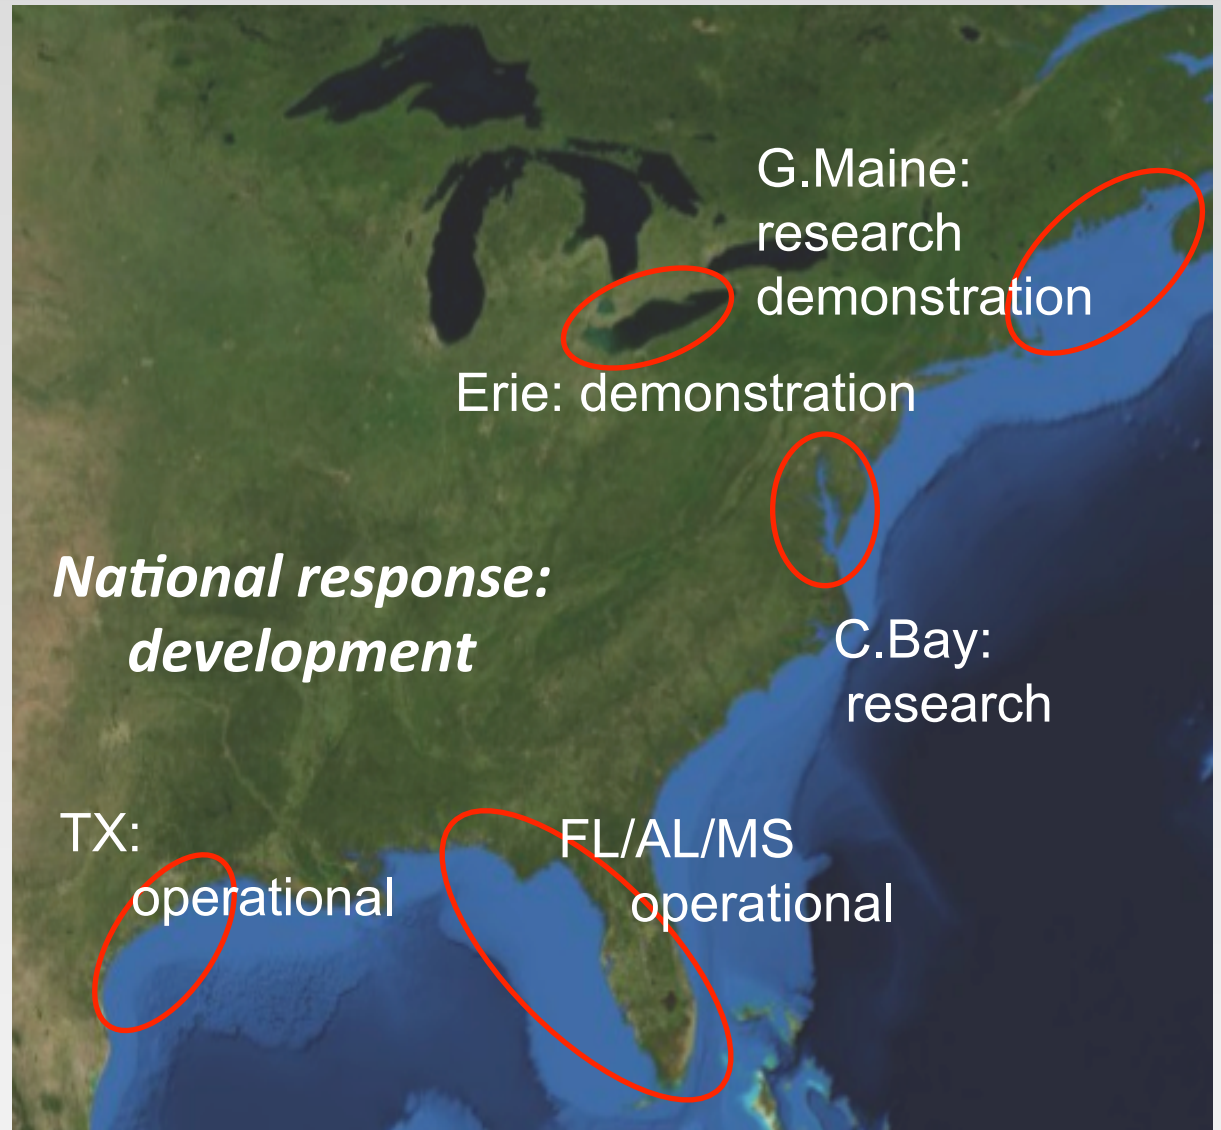 G.Maine:
research
demonstration
Erie: demonstration
National response:
development
C.Bay:
research
TX:
operational
FL/AL/MS
operational